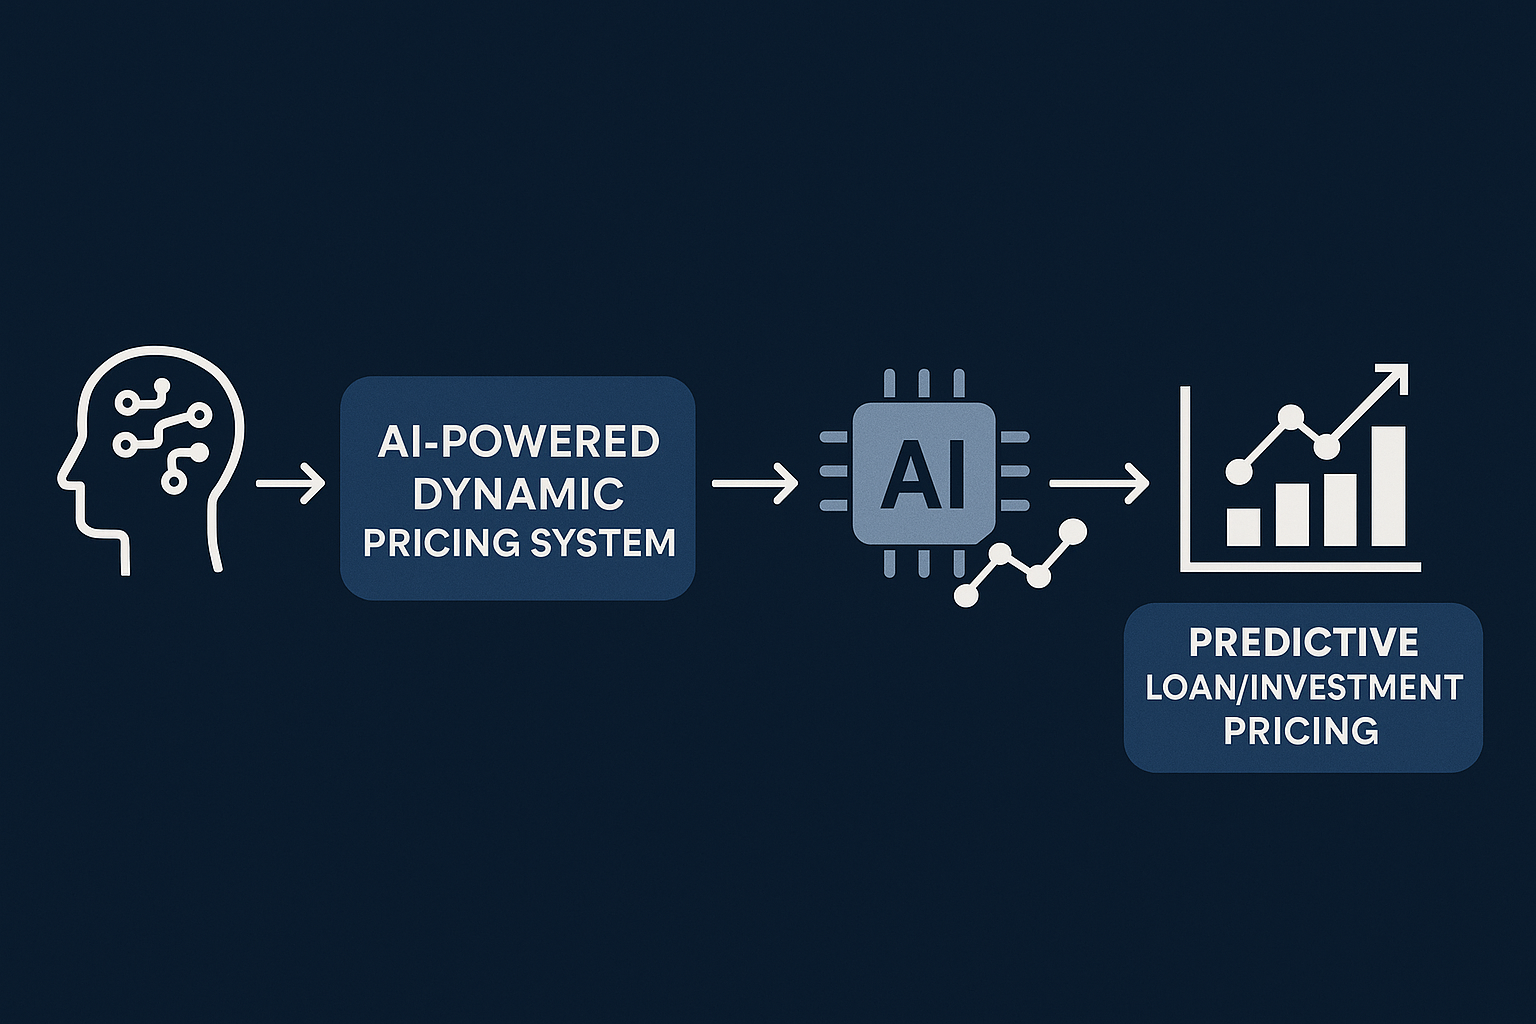 AI-POWERED
DYNAMIC
PRICING SYSTEM
AI
PREDICTIVE
LOAN/INVESTMENT
PRICING